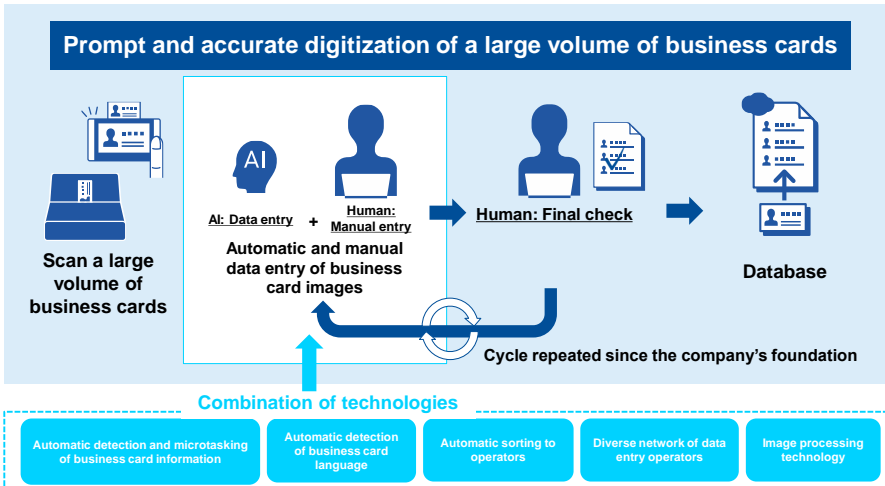 Prompt and accurate digitization of a large volume of business cards
AI
AI: Data entry
+
Human:
Manual entry
Automatic and manual
data entry of business
card images
Scan a large
volume of
business cards
Human: Final check
Database
Cycle repeated since the company's foundation
Combination of technologies
Automatic detection and microtasking
of business card information
Automatic detection
of business card
language
Automatic sorting to
operators
Diverse network of data
entry operators
Image processing
technology